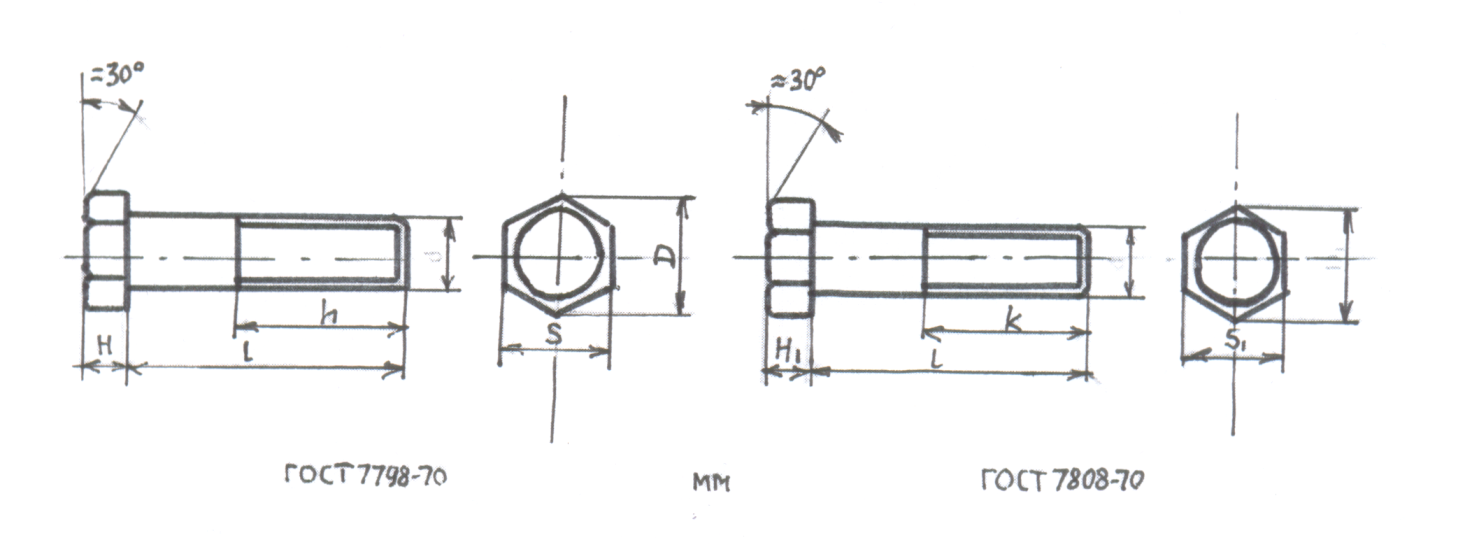 =30°
≈30°
D
h
S
k
S₁
H
l
H₁
l
ГОСТ 7798-70
мм
ГОСТ 7808-70